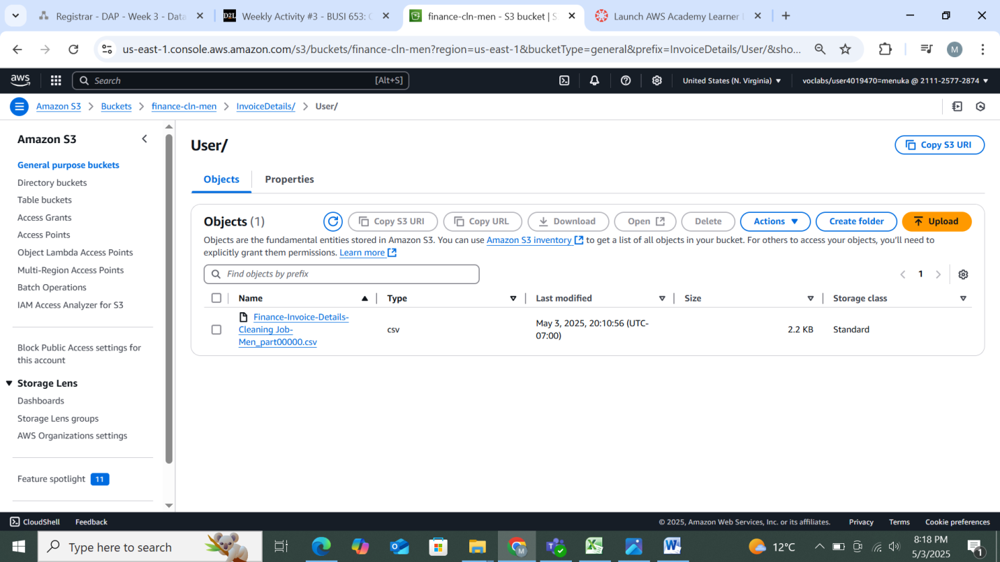 Registrar - DAP - Week 3 - Data
D2L Weekly Activity #3 - BUSI 653: C
finance-cln-men - S3 bucket | S
Launch AWS Academy Learner L
us-east-1.console.aws.amazon.com/s3/buckets/finance-cln-men?region=us-east-1&bucketType=general&prefix=InvoiceDetails/User/&sho...
M
aws
Search [Alt+S]
United States (N. Virginia)
voclabs/user4019470=menuka @ 2111-2577-2874
Amazon S3 > Buckets > finance-cln-men > InvoiceDetails/ > User/
Amazon S3
General purpose buckets
Directory buckets
Table buckets
Access Grants
Access Points
Object Lambda Access Points
Multi-Region Access Points
Batch Operations
IAM Access Analyzer for S3
Block Public Access settings for
this account
Storage Lens
Dashboards
Storage Lens groups
AWS Organizations settings
Feature spotlight 11
User/
Copy S3 URI
Objects
Properties
Objects (1)
Copy S3 URI
Copy URL
Download
Open
Delete
Actions
Create folder
Upload
Objects are the fundamental entities stored in Amazon S3. You can use Amazon S3 inventory to get a list of all objects in your bucket. For others to access your objects, you'll need to
explicitly grant them permissions. Learn more
Find objects by prefix
1
Name
Type
Last modified
Size
Storage class
Finance-Invoice-Details-
Cleaning Job-
Men_part00000.csv
csv
May 3, 2025, 20:10:56 (UTC-
07:00)
2.2 KB
Standard
CloudShell
Feedback
© 2025, Amazon Web Services, Inc. or its affiliates.
Privacy
Terms
Cookie preferences
Type here to search
12°C
8:18 PM
5/3/2025
1